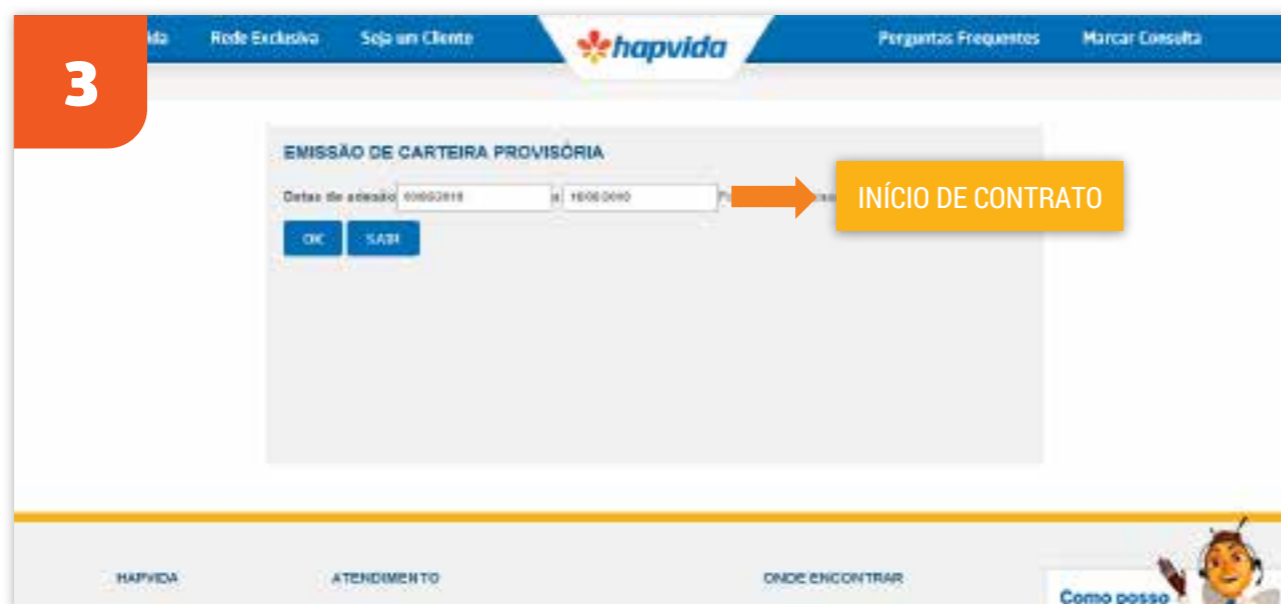 3
Rede Exclusiva
Seja um Cliente
hapvida
Perguntas Frequentes
Marcar Consulta
EMISSÃO DE CARTEIRA PROVISÓRIA
Datas de adesão a
INÍCIO DE CONTRATO
OK SAIR
HAPVIDA
ATENDIMENTO
ONDE ENCONTRAR
Como posso